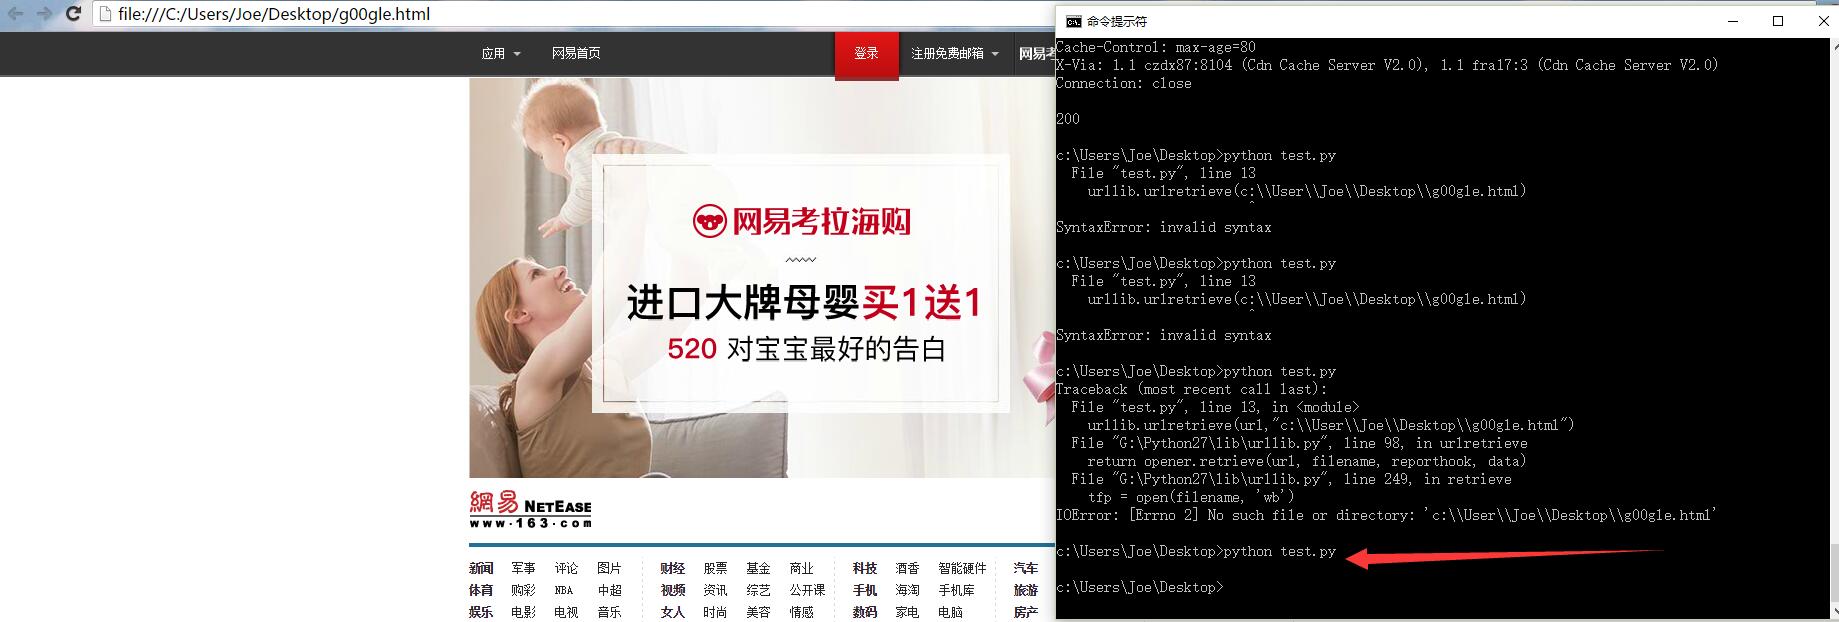 file:///C:/Users/Joe/Desktop/g00gle.html
应用 网易首页 登录 注册免费邮箱 网易考
网易考拉海购
进口大牌母婴买1送1
520 对宝宝最好的告白
網易 NETEASE
www.163.com
新闻 军事 评论 图片 财经 股票 基金 商业 科技 酒香 智能硬件 汽车
体育 购彩 NBA 中超 视频 资讯 综艺 公开课 手机 海淘 手机库 旅游
娱乐 电影 电视 音乐 女人 时尚 美容 情感 数码 家电 电脑 房产
命令提示符
Cache-Control: max-age=80
X-Via: 1.1 czdx87:8104 (Cdn Cache Server V2.0), 1.1 fra17:3 (Cdn Cache Server V2.0)
Connection: close
200
c:\Users\Joe\Desktop>python test.py
File "test.py", line 13
urllib.urlretrieve(c:\\User\\Joe\\Desktop\\g00gle.html)
^
SyntaxError: invalid syntax
c:\Users\Joe\Desktop>python test.py
File "test.py", line 13
urllib.urlretrieve(c:\\User\\Joe\\Desktop\\g00gle.html)
^
SyntaxError: invalid syntax
c:\Users\Joe\Desktop>python test.py
Traceback (most recent call last):
File "test.py", line 13, in <module>
urllib.urlretrieve(url,"c:\\User\\Joe\\Desktop\\g00gle.html")
File "G:\Python27\lib\urllib.py", line 98, in urlretrieve
return opener.retrieve(url, filename, reporthook, data)
File "G:\Python27\lib\urllib.py", line 249, in retrieve
tfp = open(filename, 'wb')
IOError: [Errno 2] No such file or directory: 'c:\\User\\Joe\\Desktop\\g00gle.html'
c:\Users\Joe\Desktop>python test.py
c:\Users\Joe\Desktop>